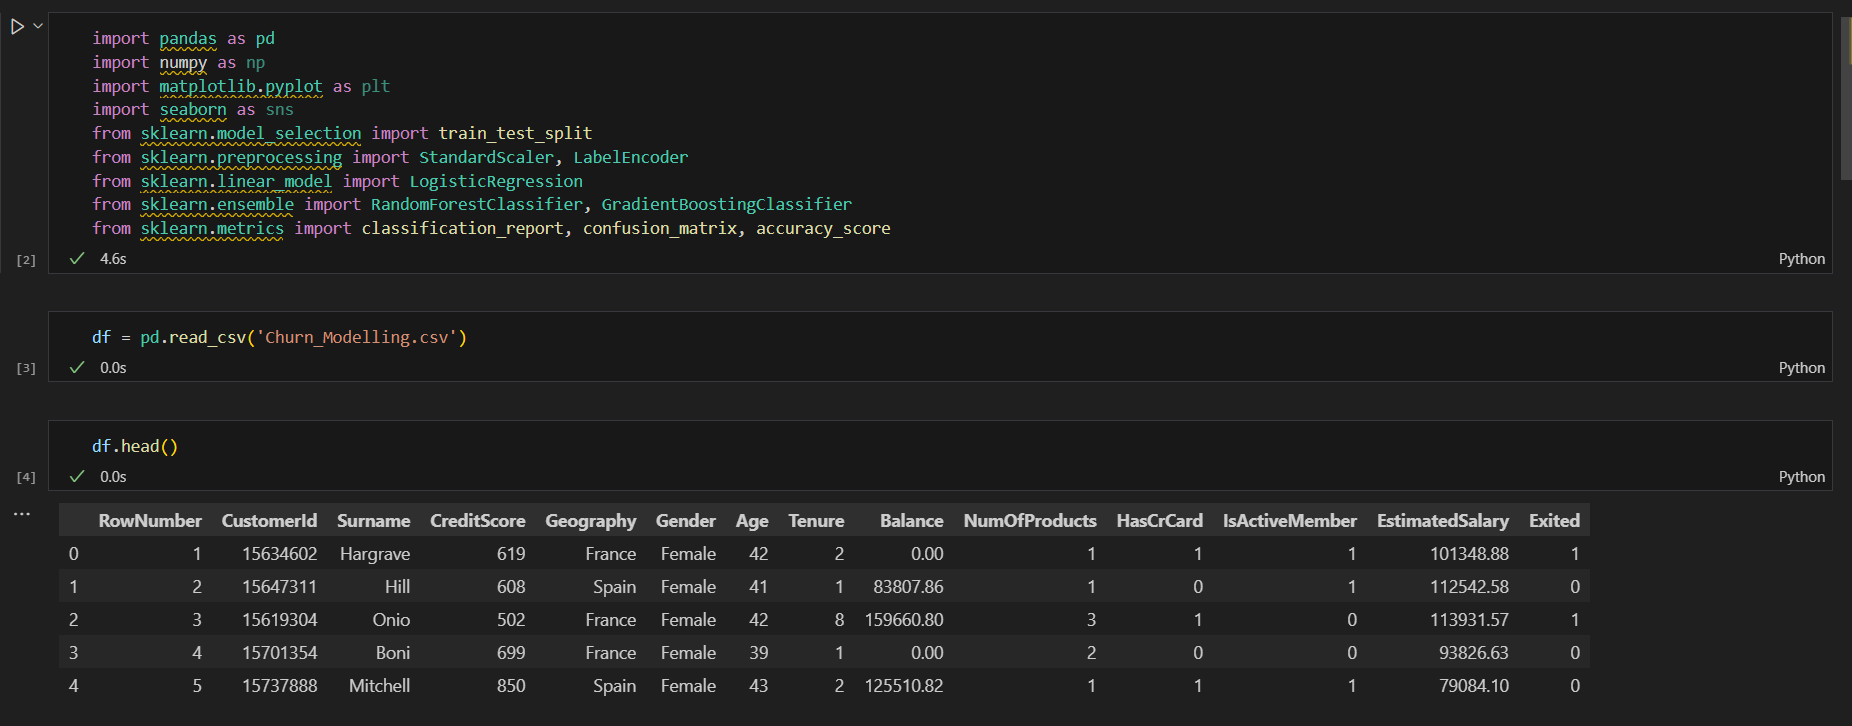 import pandas as pd
import numpy as np
import matplotlib.pyplot as plt
import seaborn as sns
from sklearn.model_selection import train_test_split
from sklearn.preprocessing import StandardScaler, LabelEncoder
from sklearn.linear_model import LogisticRegression
from sklearn.ensemble import RandomForestClassifier, GradientBoostingClassifier
from sklearn.metrics import classification_report, confusion_matrix, accuracy_score
[2] ✓ 4.6s Python
df = pd.read_csv('Churn_Modelling.csv')
[3] ✓ 0.0s Python
df.head()
[4] ✓ 0.0s Python
...
RowNumber CustomerId Surname CreditScore Geography Gender Age Tenure Balance NumOfProducts HasCrCard IsActiveMember EstimatedSalary Exited
0 1 15634602 Hargrave 619 France Female 42 2 0.00 1 1 1 101348.88 1
1 2 15647311 Hill 608 Spain Female 41 1 83807.86 1 0 1 112542.58 0
2 3 15619304 Onio 502 France Female 42 8 159660.80 3 1 0 113931.57 1
3 4 15701354 Boni 699 France Female 39 1 0.00 2 0 0 93826.63 0
4 5 15737888 Mitchell 850 Spain Female 43 2 125510.82 1 1 1 79084.10 0